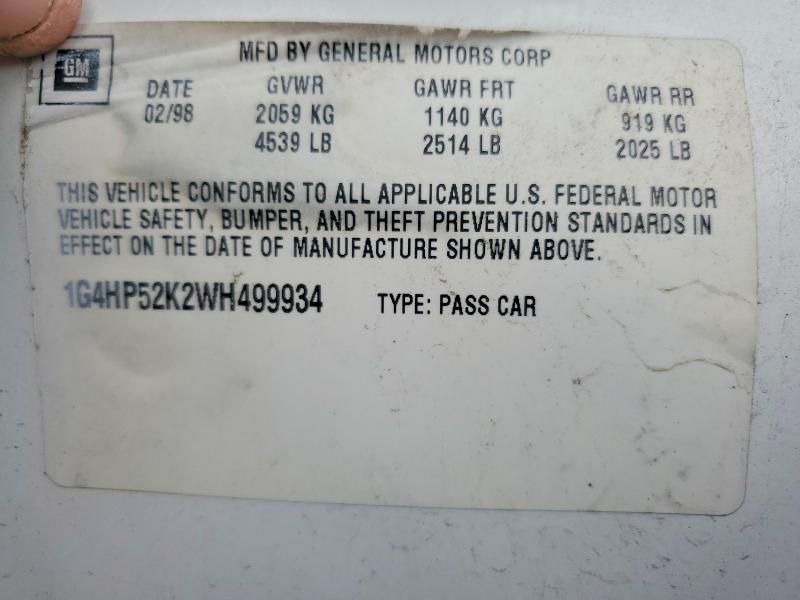 GM
MFD BY GENERAL MOTORS CORP
DATE GVWR GAWR FRT GAWR RR
02/98 2059 KG 1140 KG 919 KG
4539 LB 2514 LB 2025 LB
THIS VEHICLE CONFORMS TO ALL APPLICABLE U.S. FEDERAL MOTOR
VEHICLE SAFETY, BUMPER, AND THEFT PREVENTION STANDARDS IN
EFFECT ON THE DATE OF MANUFACTURE SHOWN ABOVE.
1G4HP52K2WH499934 TYPE: PASS CAR